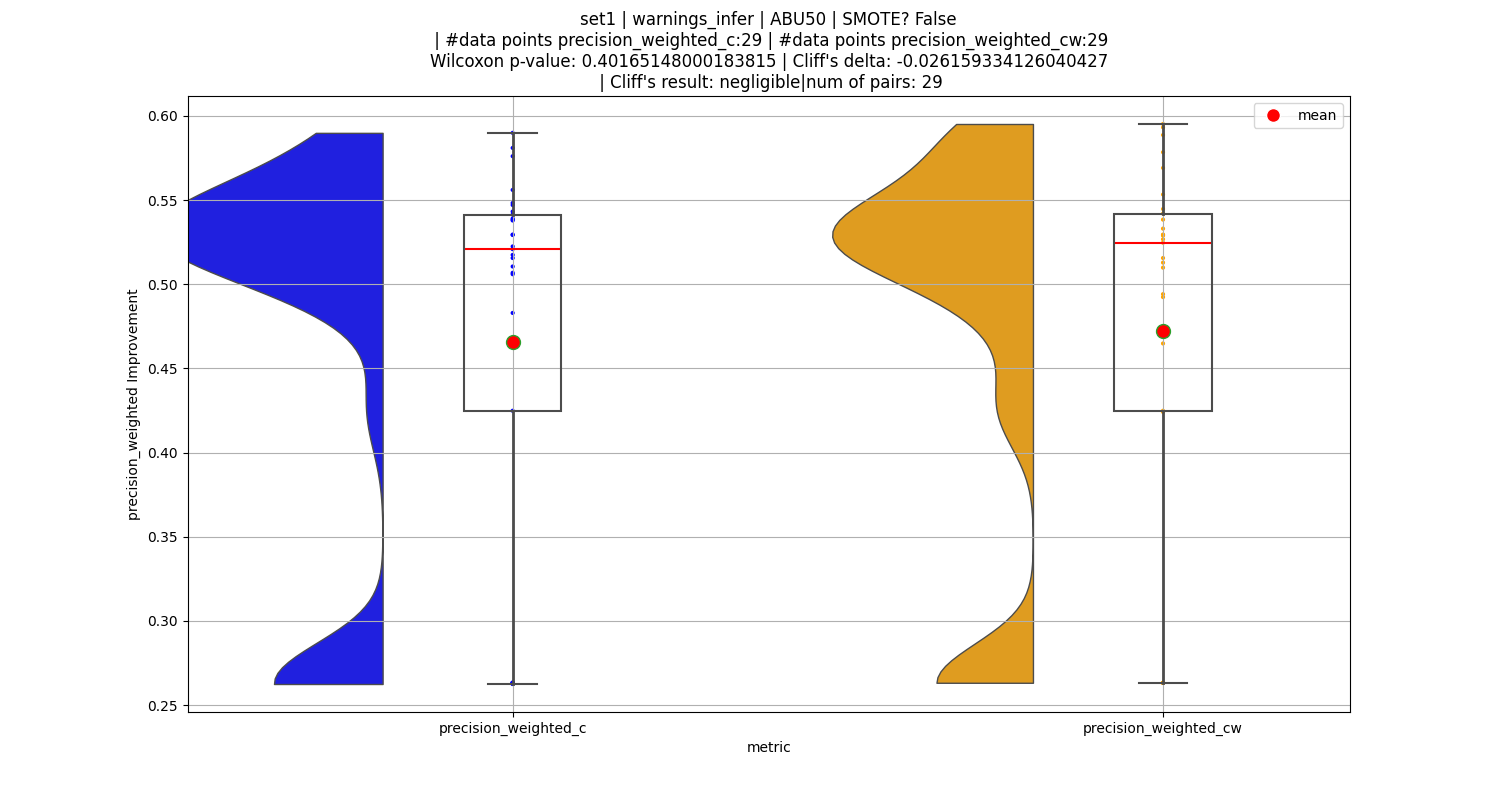 set1 | warnings_infer | ABU50 | SMOTE? False
| #data points precision_weighted_c:29 | #data points precision_weighted_cw:29
Wilcoxon p-value: 0.40165148000183815 | Cliff's delta: -0.026159334126040427
| Cliff's result: negligible|num of pairs: 29
mean
0.60
0.55
0.50
0.45
0.40
0.35
0.30
0.25
precision_weighted Improvement
precision_weighted_c
precision_weighted_cw
metric